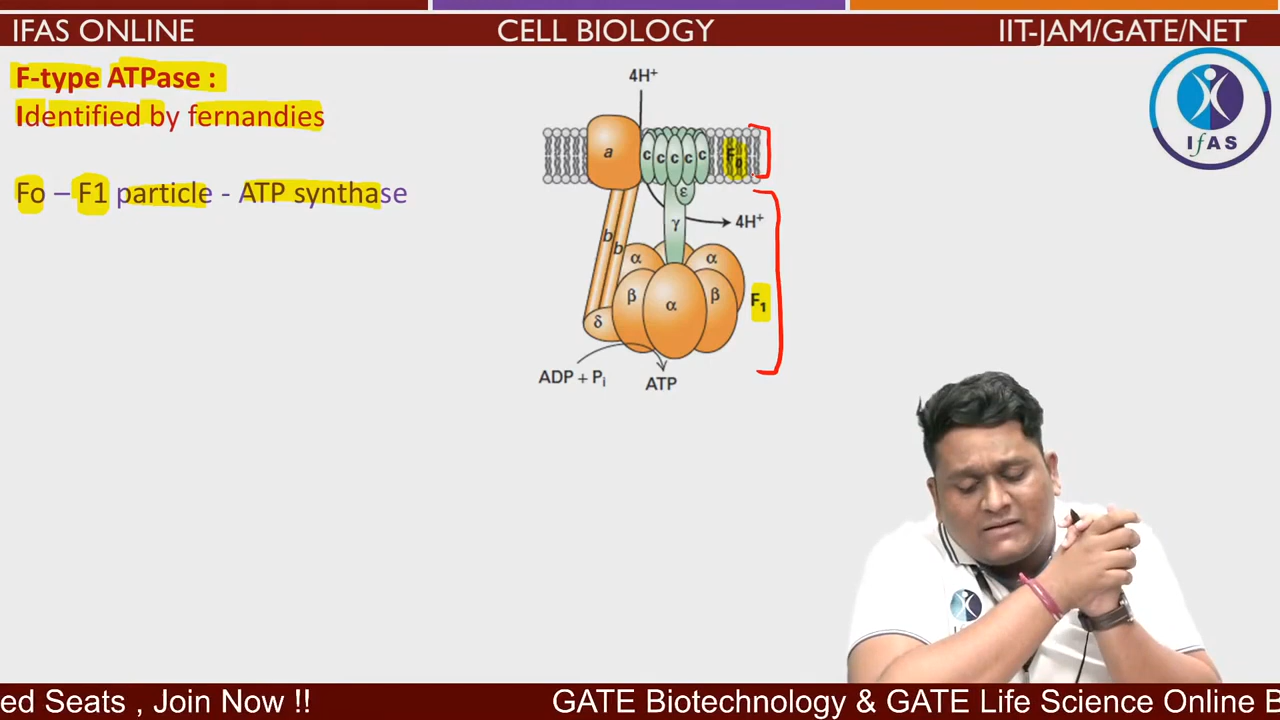 IFAS ONLINE CELL BIOLOGY IIT-JAM/GATE/NET
F-type ATPase :
Identified by fernandies
Fo – F1 particle - ATP synthase
4H⁺
a
c c c c c
F₀
ε
γ
4H⁺
b
b
α α
β α β
F₁
δ
ADP + Pᵢ ATP
IfAS
ed Seats , Join Now !! GATE Biotechnology & GATE Life Science Online B